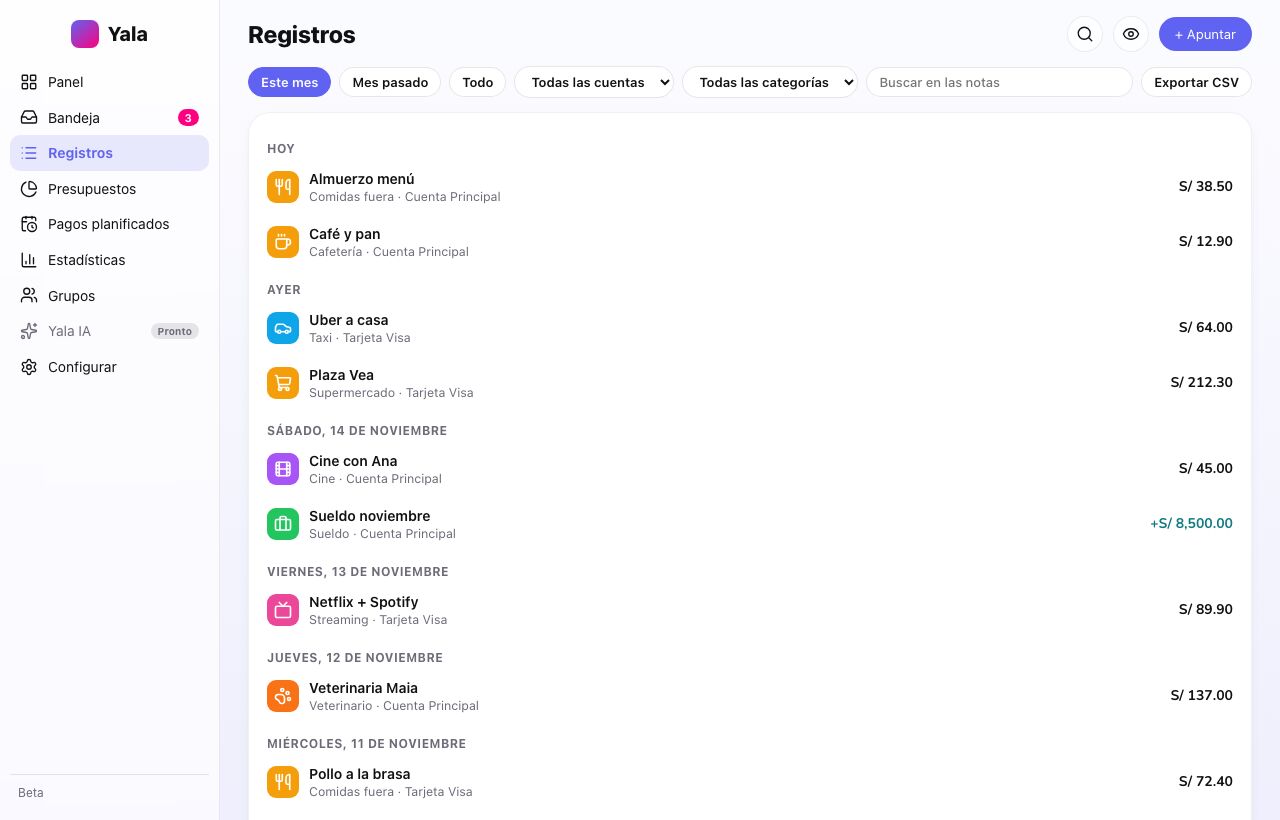 Yala
Panel
Bandeja 3
Registros
Presupuestos
Pagos planificados
Estadísticas
Grupos
Yala IA Pronto
Configurar
Beta
Registros
+ Apuntar
Este mes Mes pasado Todo Todas las cuentas Todas las categorías Buscar en las notas Exportar CSV
HOY
Almuerzo menú S/ 38.50
Comidas fuera · Cuenta Principal
Café y pan S/ 12.90
Cafetería · Cuenta Principal
AYER
Uber a casa S/ 64.00
Taxi · Tarjeta Visa
Plaza Vea S/ 212.30
Supermercado · Tarjeta Visa
SÁBADO, 14 DE NOVIEMBRE
Cine con Ana S/ 45.00
Cine · Cuenta Principal
Sueldo noviembre +S/ 8,500.00
Sueldo · Cuenta Principal
VIERNES, 13 DE NOVIEMBRE
Netflix + Spotify S/ 89.90
Streaming · Tarjeta Visa
JUEVES, 12 DE NOVIEMBRE
Veterinaria Maia S/ 137.00
Veterinario · Cuenta Principal
MIÉRCOLES, 11 DE NOVIEMBRE
Pollo a la brasa S/ 72.40
Comidas fuera · Tarjeta Visa